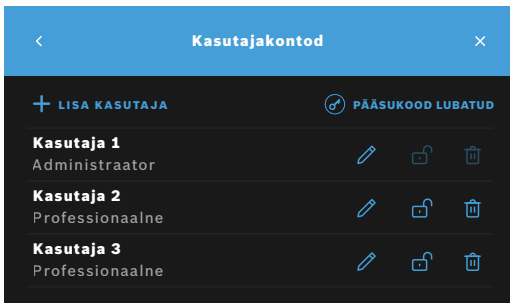 Kasutajakontod
LISA KASUTAJA
PÄÄSUKOOD LUBATUD
Kasutaja 1
Administraator
Kasutaja 2
Professionaalne
Kasutaja 3
Professionaalne